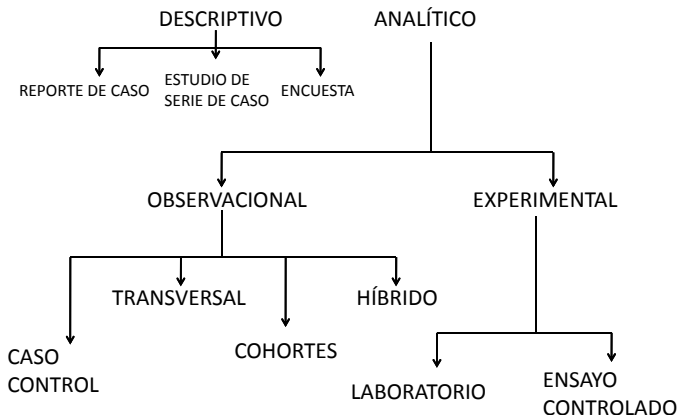 DESCRIPTIVO
ANALÍTICO
REPORTE DE CASO
ESTUDIO DE
SERIE DE CASO
ENCUESTA
OBSERVACIONAL
EXPERIMENTAL
TRANSVERSAL
HÍBRIDO
CASO
CONTROL
COHORTES
LABORATORIO
ENSAYO
CONTROLADO